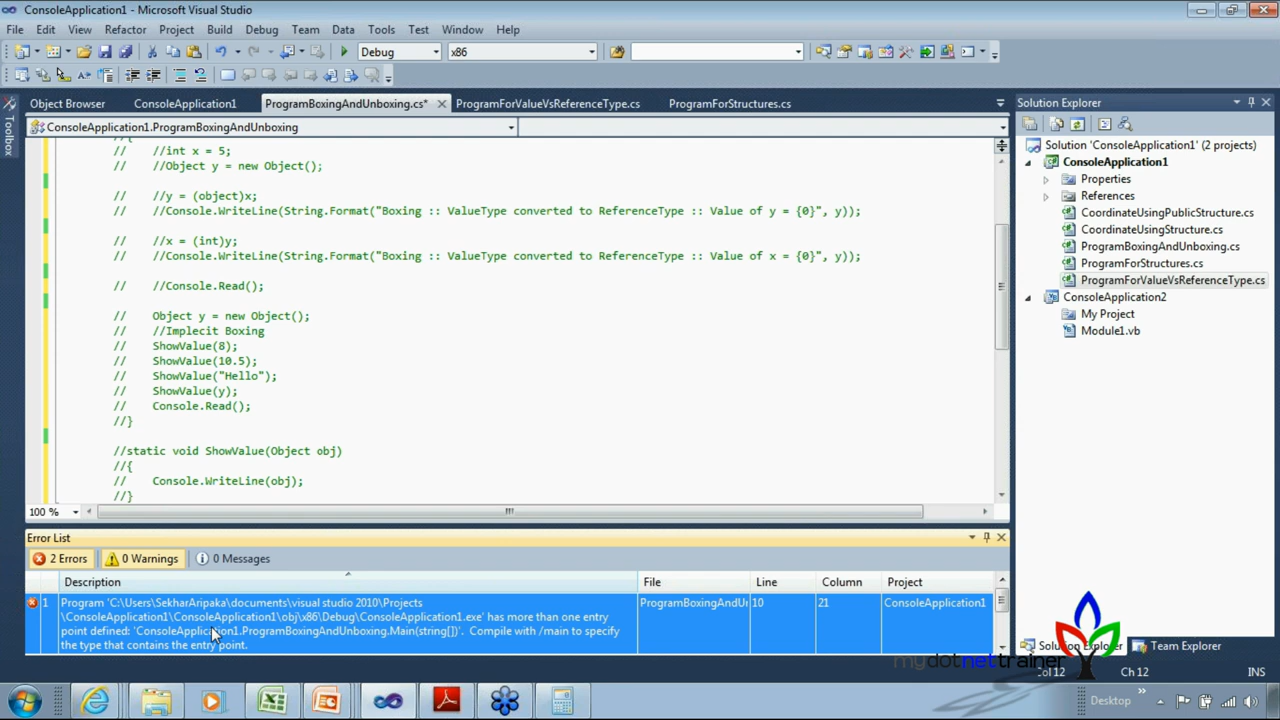 ConsoleApplication1 - Microsoft Visual Studio
File Edit View Refactor Project Build Debug Team Data Tools Test Window Help
Debug x86
Object Browser ConsoleApplication1 ProgramBoxingAndUnboxing.cs* ProgramForValueVsReferenceType.cs ProgramForStructures.cs
ConsoleApplication1.ProgramBoxingAndUnboxing
Toolbox
//{
// //int x = 5;
// //Object y = new Object();
// //y = (object)x;
// //Console.WriteLine(String.Format("Boxing :: ValueType converted to ReferenceType :: Value of y = {0}", y));
// //x = (int)y;
// //Console.WriteLine(String.Format("Boxing :: ValueType converted to ReferenceType :: Value of x = {0}", y));
// //Console.Read();
// Object y = new Object();
// //Implecit Boxing
// ShowValue(8);
// ShowValue(10.5);
// ShowValue("Hello");
// ShowValue(y);
// Console.Read();
//}
//static void ShowValue(Object obj)
//{
// Console.WriteLine(obj);
//}
100 %
Solution Explorer
Solution 'ConsoleApplication1' (2 projects)
ConsoleApplication1
Properties
References
CoordinateUsingPublicStructure.cs
CoordinateUsingStructure.cs
ProgramBoxingAndUnboxing.cs
ProgramForStructures.cs
ProgramForValueVsReferenceType.cs
ConsoleApplication2
My Project
Module1.vb
Error List
2 Errors 0 Warnings 0 Messages
Description File Line Column Project
1 Program 'C:\Users\SekharAripaka\documents\visual studio 2010\Projects ProgramBoxingAndU 10 21 ConsoleApplication1
\ConsoleApplication1\ConsoleApplication1\obj\x86\Debug\ConsoleApplication1.exe' has more than one entry
point defined: 'ConsoleApplication1.ProgramBoxingAndUnboxing.Main(string[])'. Compile with /main to specify
the type that contains the entry point.
Solution Explorer Team Explorer
mydotnettrainer
Col 12 Ch 12 INS
Desktop